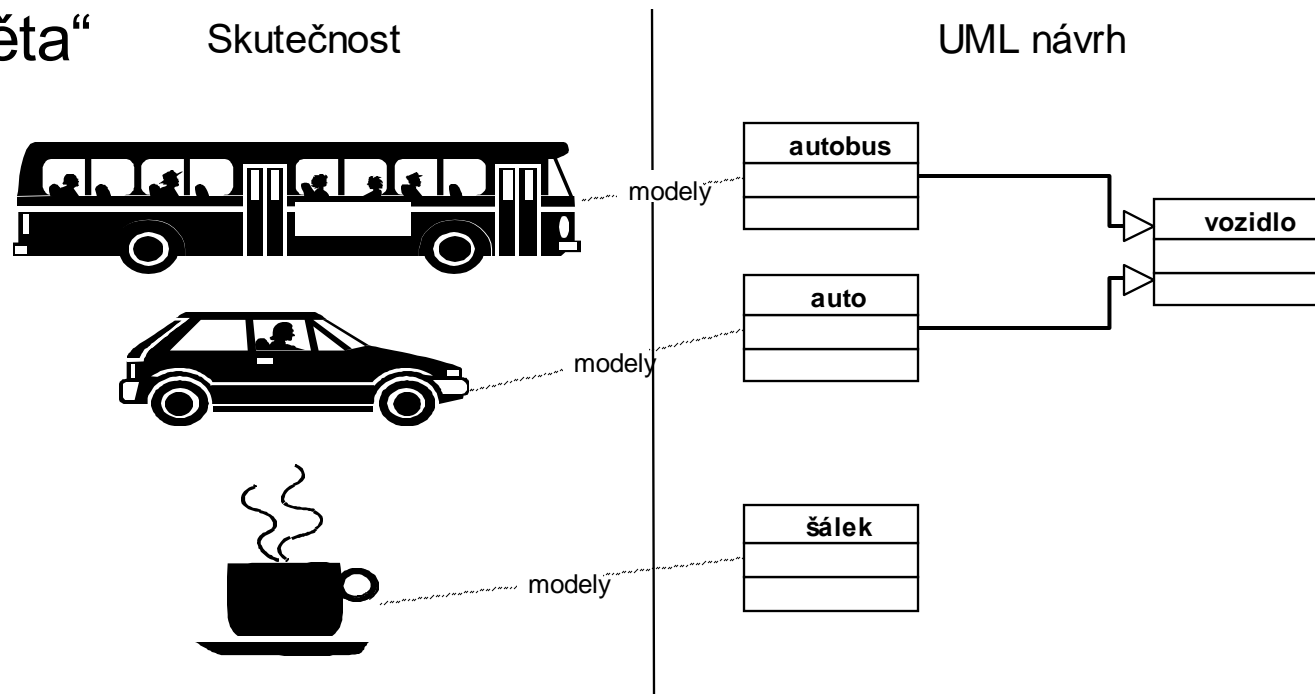 ěta“
Skutečnost
UML návrh
autobus
modely
vozidlo
auto
modely
šálek
modely